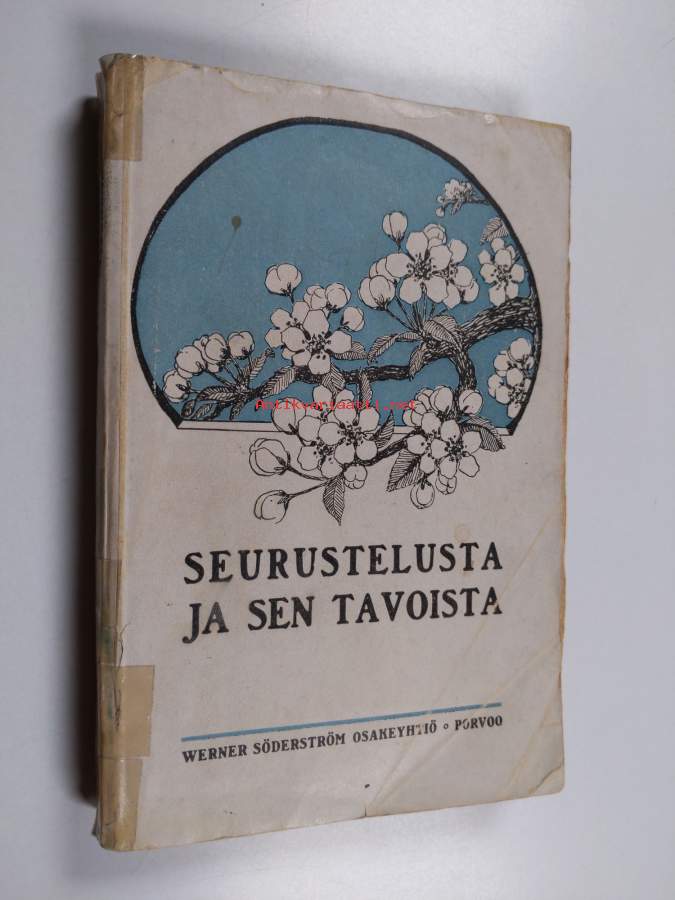 Antikvariaatti.net
SEURUSTELUSTA
JA SEN TAVOISTA
WERNER SÖDERSTRÖM OSAKEYHTIÖ ∘ PORVOO